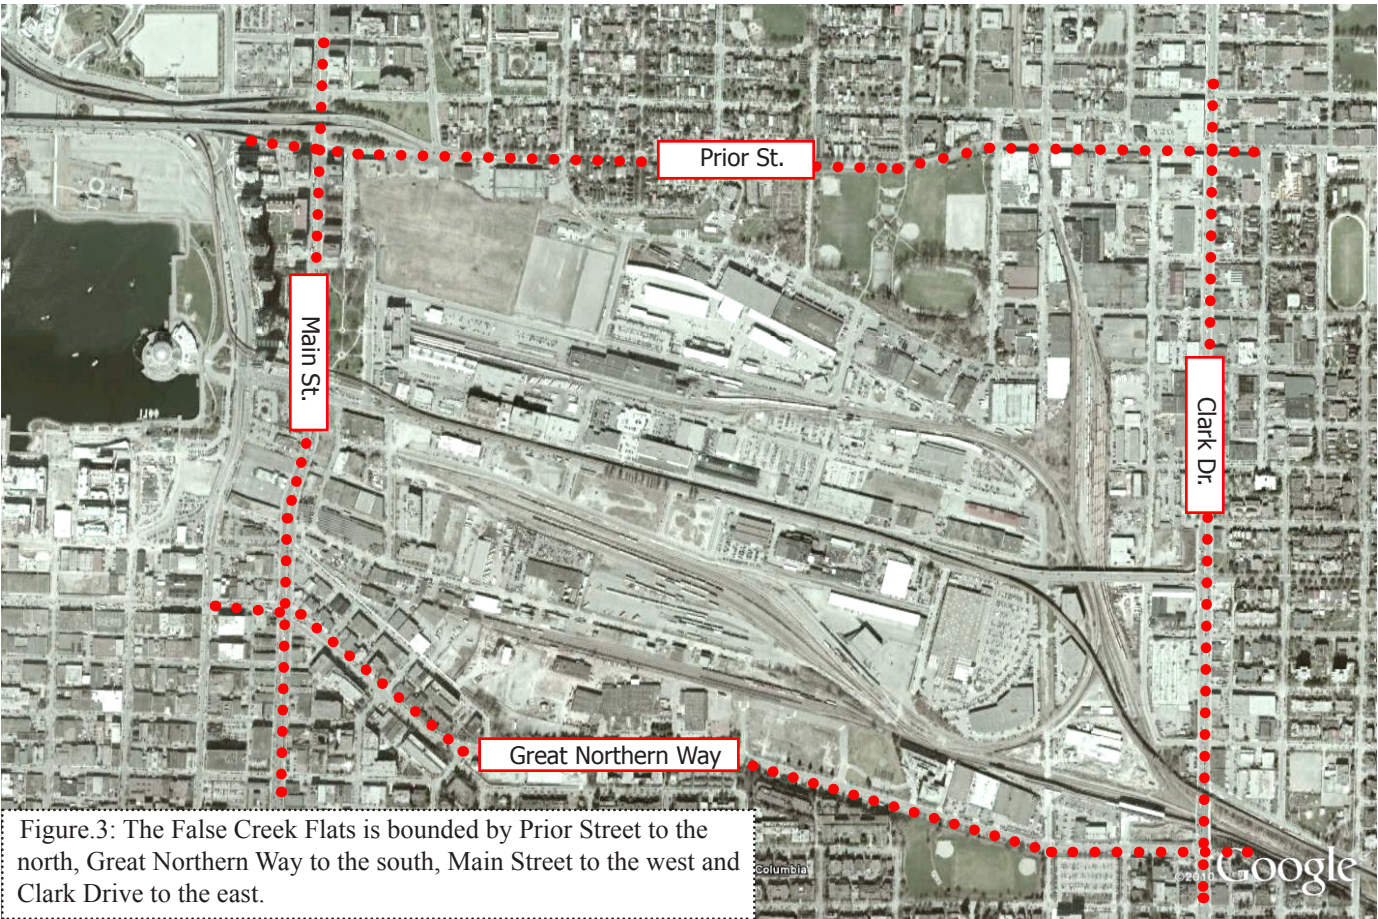 Prior St.
Main St.
Clark Dr.
Great Northern Way
Figure.3: The False Creek Flats is bounded by Prior Street to the
north, Great Northern Way to the south, Main Street to the west and
Clark Drive to the east.
Columbia
©2010 Google